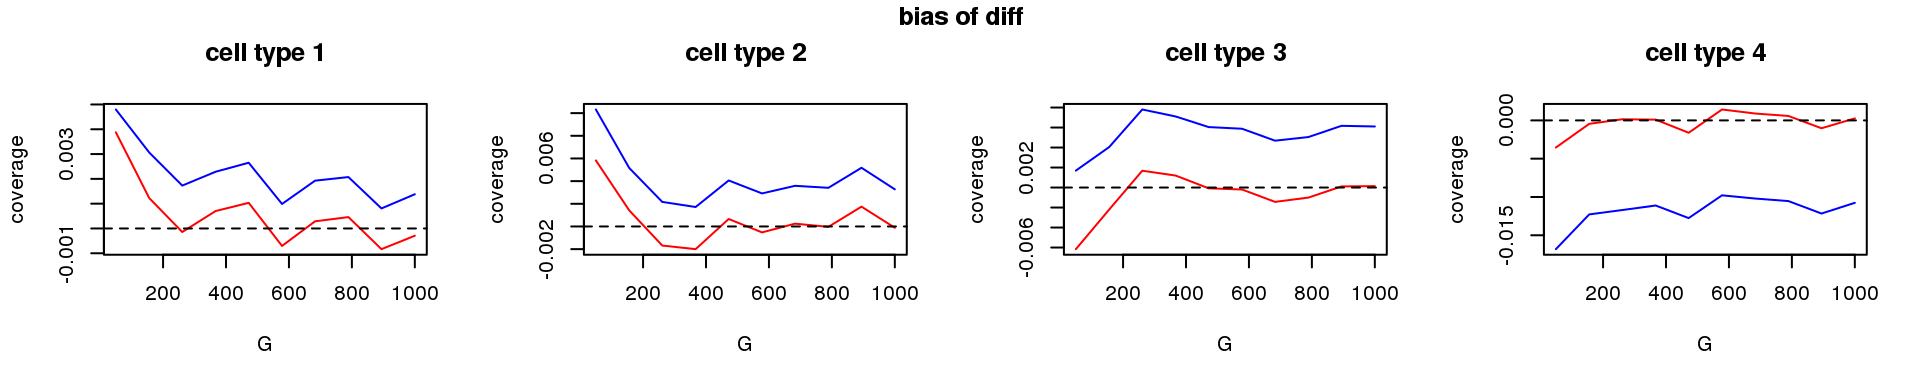 bias of diff
cell type 1
cell type 2
cell type 3
cell type 4
coverage
0.003
-0.001
200 400 600 800 1000
G
coverage
0.006
-0.002
200 400 600 800 1000
G
coverage
0.002
-0.006
200 400 600 800 1000
G
coverage
0.000
-0.015
200 400 600 800 1000
G